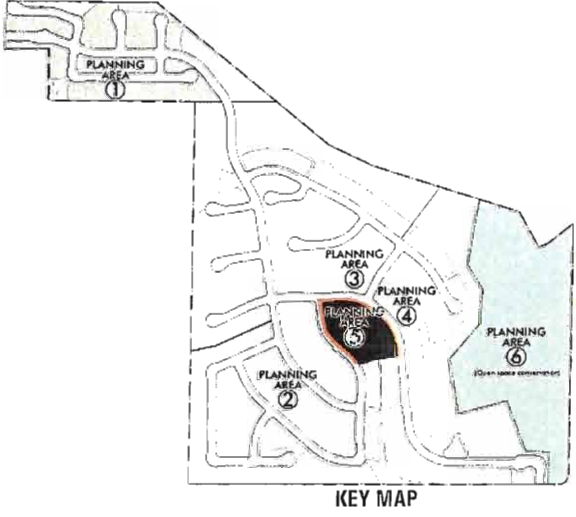 PLANNING
AREA
1
PLANNING
AREA
3
PLANNING
AREA
4
PLANNING
AREA
5
PLANNING
AREA
6
(Open space conservation)
PLANNING
AREA
2
KEY MAP